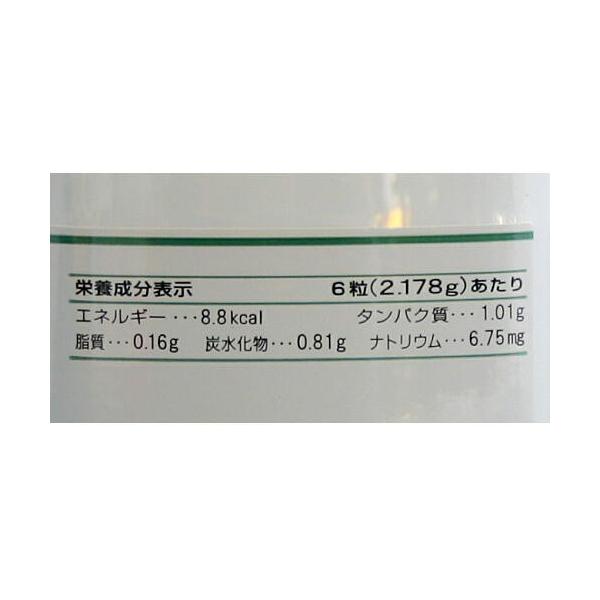 栄養成分表示 6粒(2.178g)あたり
エネルギー･･･8.8kcal タンパク質･･･1.01g
脂質･･･0.16g 炭水化物･･･0.81g ナトリウム･･･6.75mg